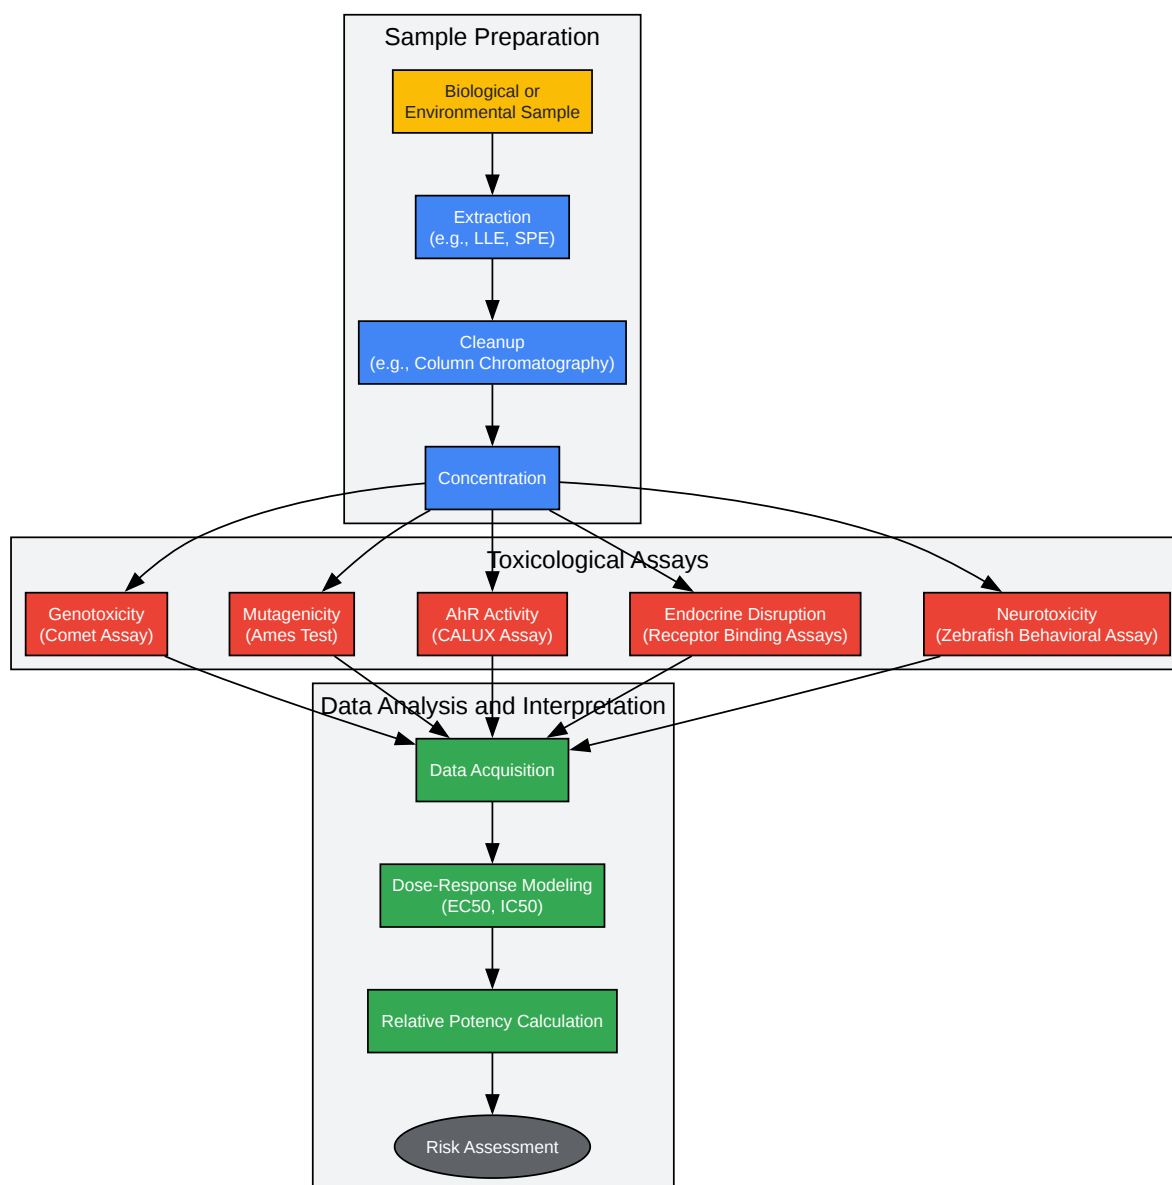 Sample Preparation
Biological or
Environmental Sample
Extraction
(e.g., LLE, SPE)
Cleanup
(e.g., Column Chromatography)
Concentration
Toxicological Assays
Genotoxicity
(Comet Assay)
Mutagenicity
(Ames Test)
AhR Activity
(CALUX Assay)
Endocrine Disruption
(Receptor Binding Assays)
Neurotoxicity
(Zebrafish Behavioral Assay)
Data Analysis and Interpretation
Data Acquisition
Dose-Response Modeling
(EC50, IC50)
Relative Potency Calculation
Risk Assessment